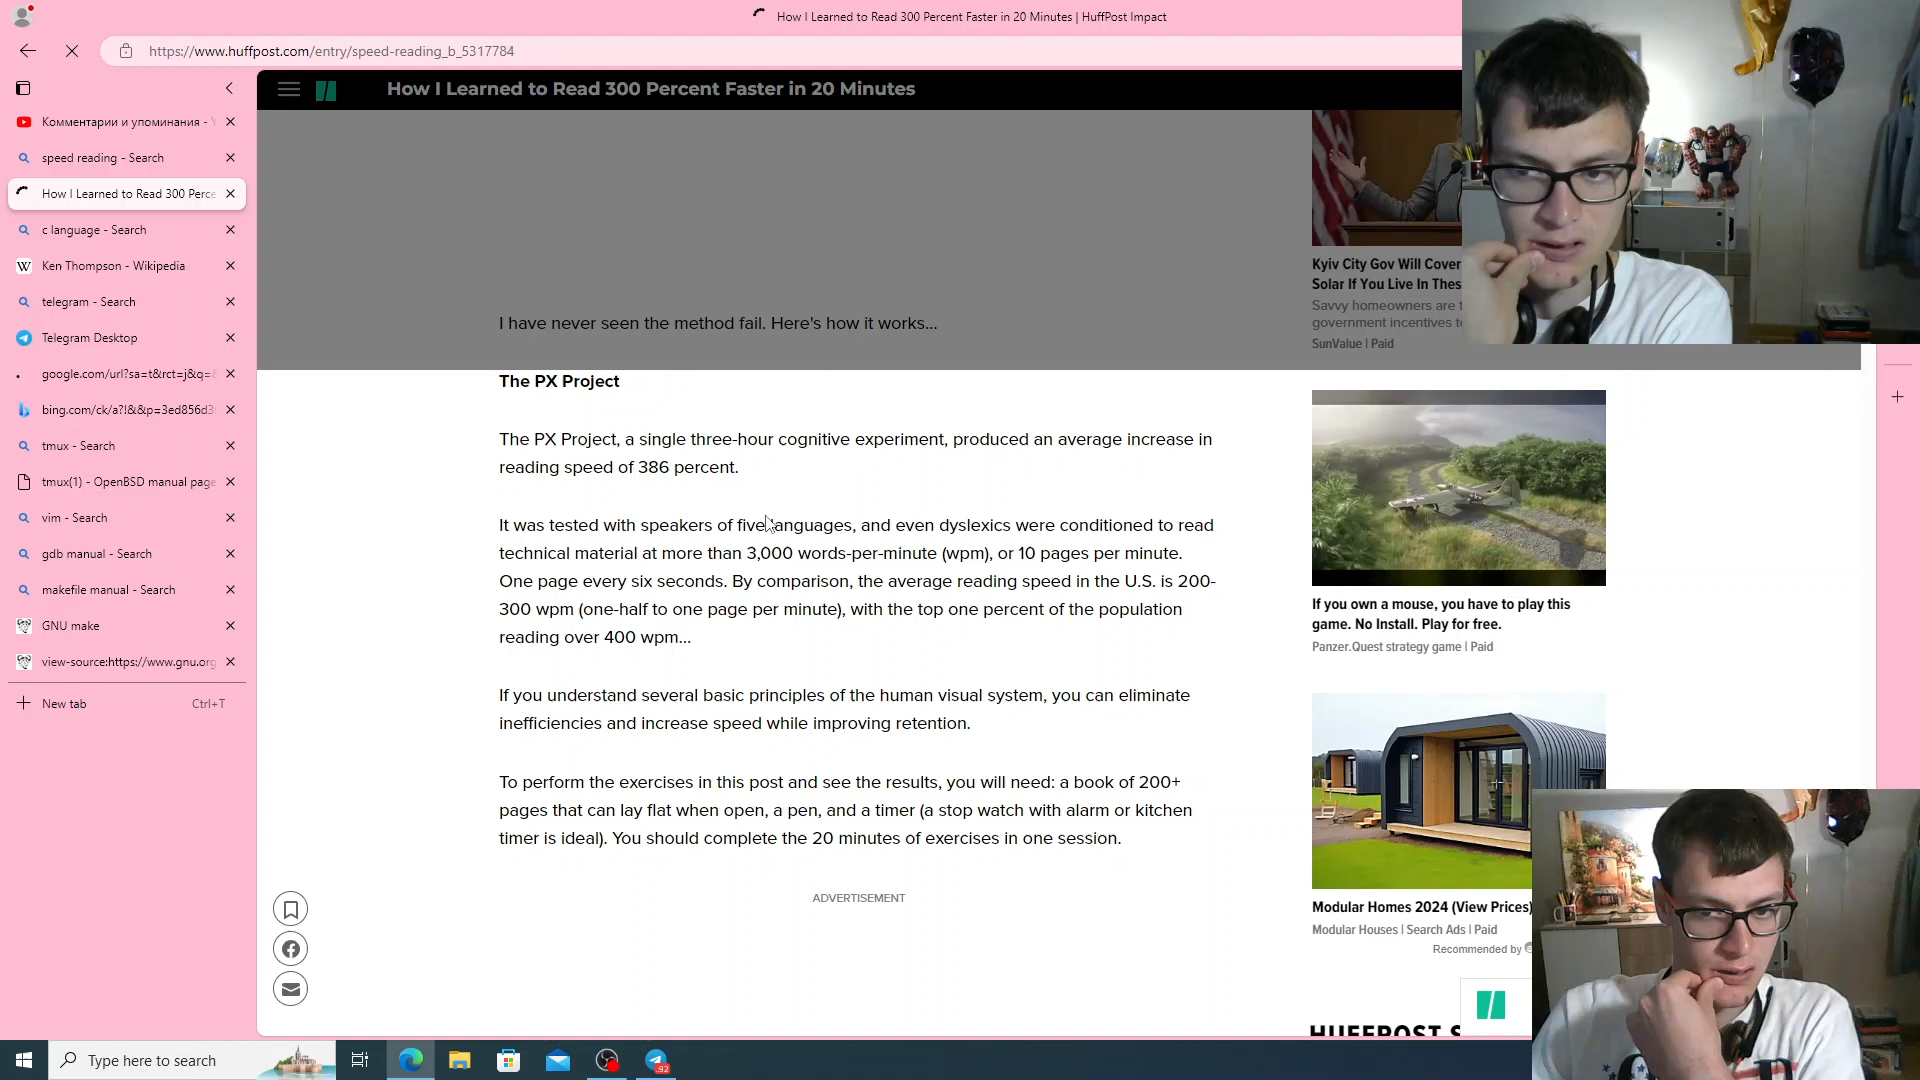 How I Learned to Read 300 Percent Faster in 20 Minutes | HuffPost Impact
https://www.huffpost.com/entry/speed-reading_b_5317784
Комментарии и упоминания -
speed reading - Search
How I Learned to Read 300 Perce
c language - Search
Ken Thompson - Wikipedia
telegram - Search
Telegram Desktop
google.com/url?sa=t&rct=j&q=&
bing.com/ck/a?!&&p=3ed856d3
tmux - Search
tmux(1) - OpenBSD manual page
vim - Search
gdb manual - Search
makefile manual - Search
GNU make
view-source:https://www.gnu.org
New tab Ctrl+T
How I Learned to Read 300 Percent Faster in 20 Minutes
I have never seen the method fail. Here's how it works...
The PX Project
The PX Project, a single three-hour cognitive experiment, produced an average increase in
reading speed of 386 percent.
It was tested with speakers of five languages, and even dyslexics were conditioned to read
technical material at more than 3,000 words-per-minute (wpm), or 10 pages per minute.
One page every six seconds. By comparison, the average reading speed in the U.S. is 200-
300 wpm (one-half to one page per minute), with the top one percent of the population
reading over 400 wpm...
If you understand several basic principles of the human visual system, you can eliminate
inefficiencies and increase speed while improving retention.
To perform the exercises in this post and see the results, you will need: a book of 200+
pages that can lay flat when open, a pen, and a timer (a stop watch with alarm or kitchen
timer is ideal). You should complete the 20 minutes of exercises in one session.
ADVERTISEMENT
Kyiv City Gov Will Cover
Solar If You Live In Thes
Savvy homeowners are
government incentives
SunValue | Paid
If you own a mouse, you have to play this
game. No Install. Play for free.
Panzer.Quest strategy game | Paid
Modular Homes 2024 (View Prices)
Modular Houses | Search Ads | Paid
Recommended by
HUFFPOST S
Type here to search
92